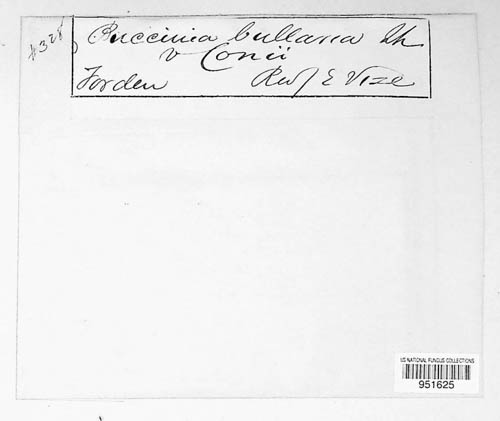 #328
Puccinia bullaria Lk
v Conii
Forden Rev J E Vize
US NATIONAL FUNGUS COLLECTIONS
951625